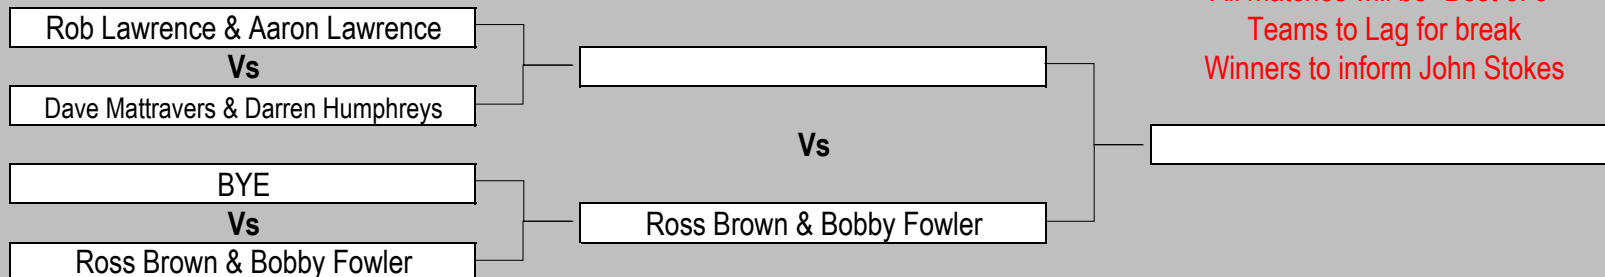 Rob Lawrence & Aaron Lawrence
Vs
Dave Mattravers & Darren Humphreys
BYE
Vs
Ross Brown & Bobby Fowler
Vs
Ross Brown & Bobby Fowler
Teams to Lag for break
Winners to inform John Stokes